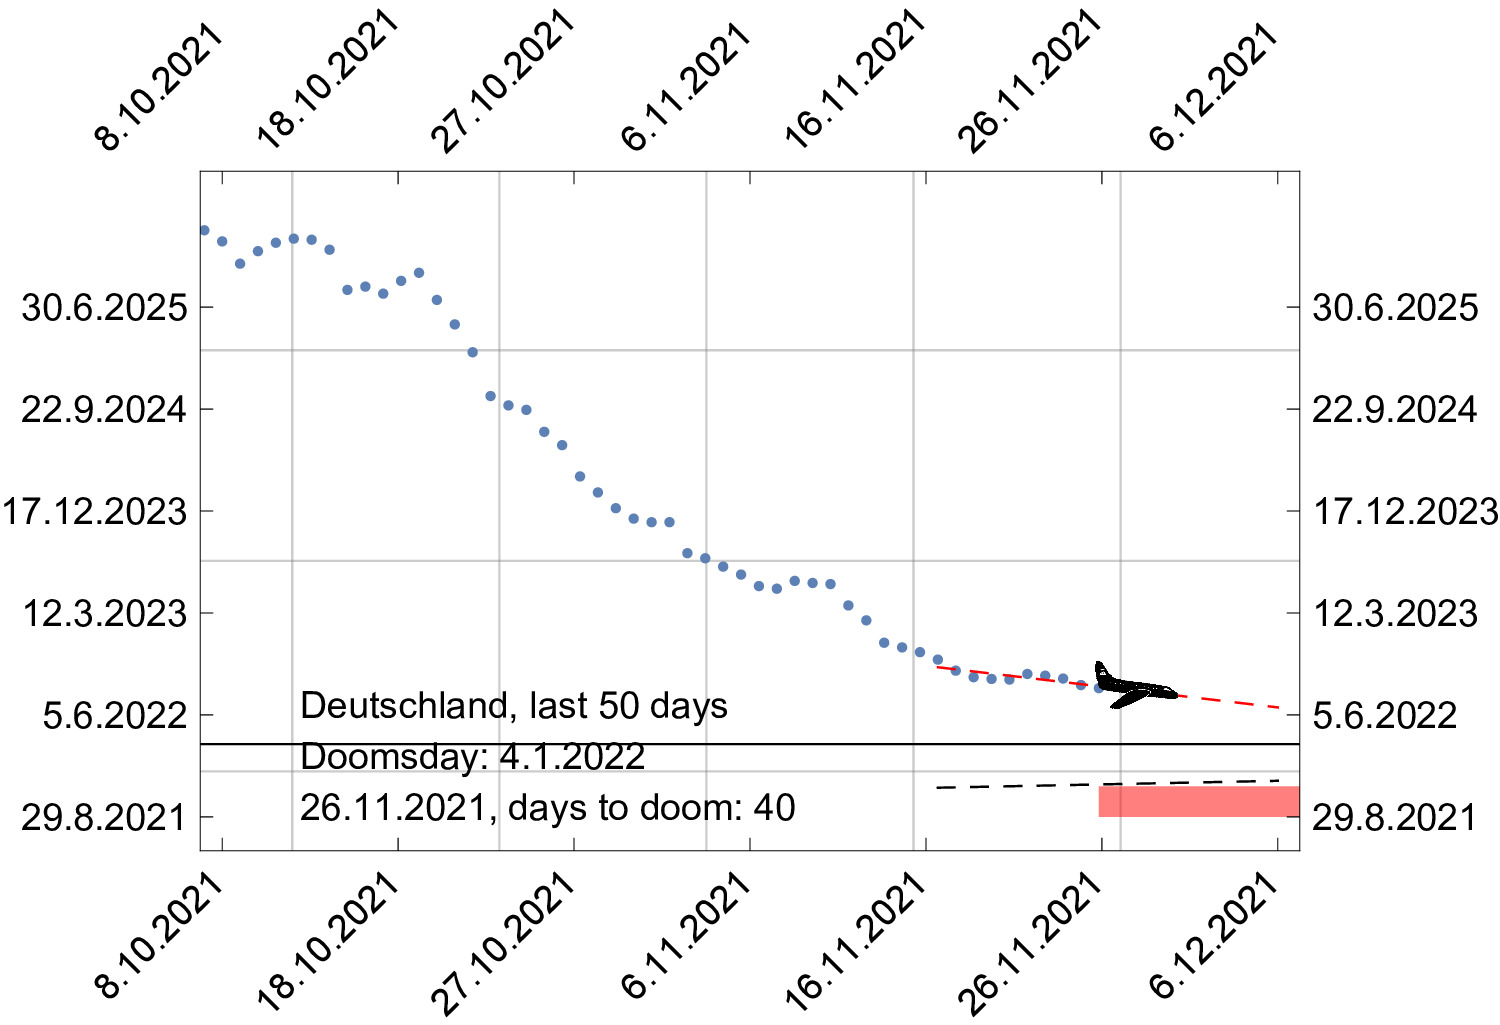 8.10.2021 18.10.2021 27.10.2021 6.11.2021 16.11.2021 26.11.2021 6.12.2021
30.6.2025 30.6.2025
22.9.2024 22.9.2024
17.12.2023 17.12.2023
12.3.2023 12.3.2023
Deutschland, last 50 days
5.6.2022 5.6.2022
Doomsday: 4.1.2022
26.11.2021, days to doom: 40
29.8.2021 29.8.2021
8.10.2021 18.10.2021 27.10.2021 6.11.2021 16.11.2021 26.11.2021 6.12.2021